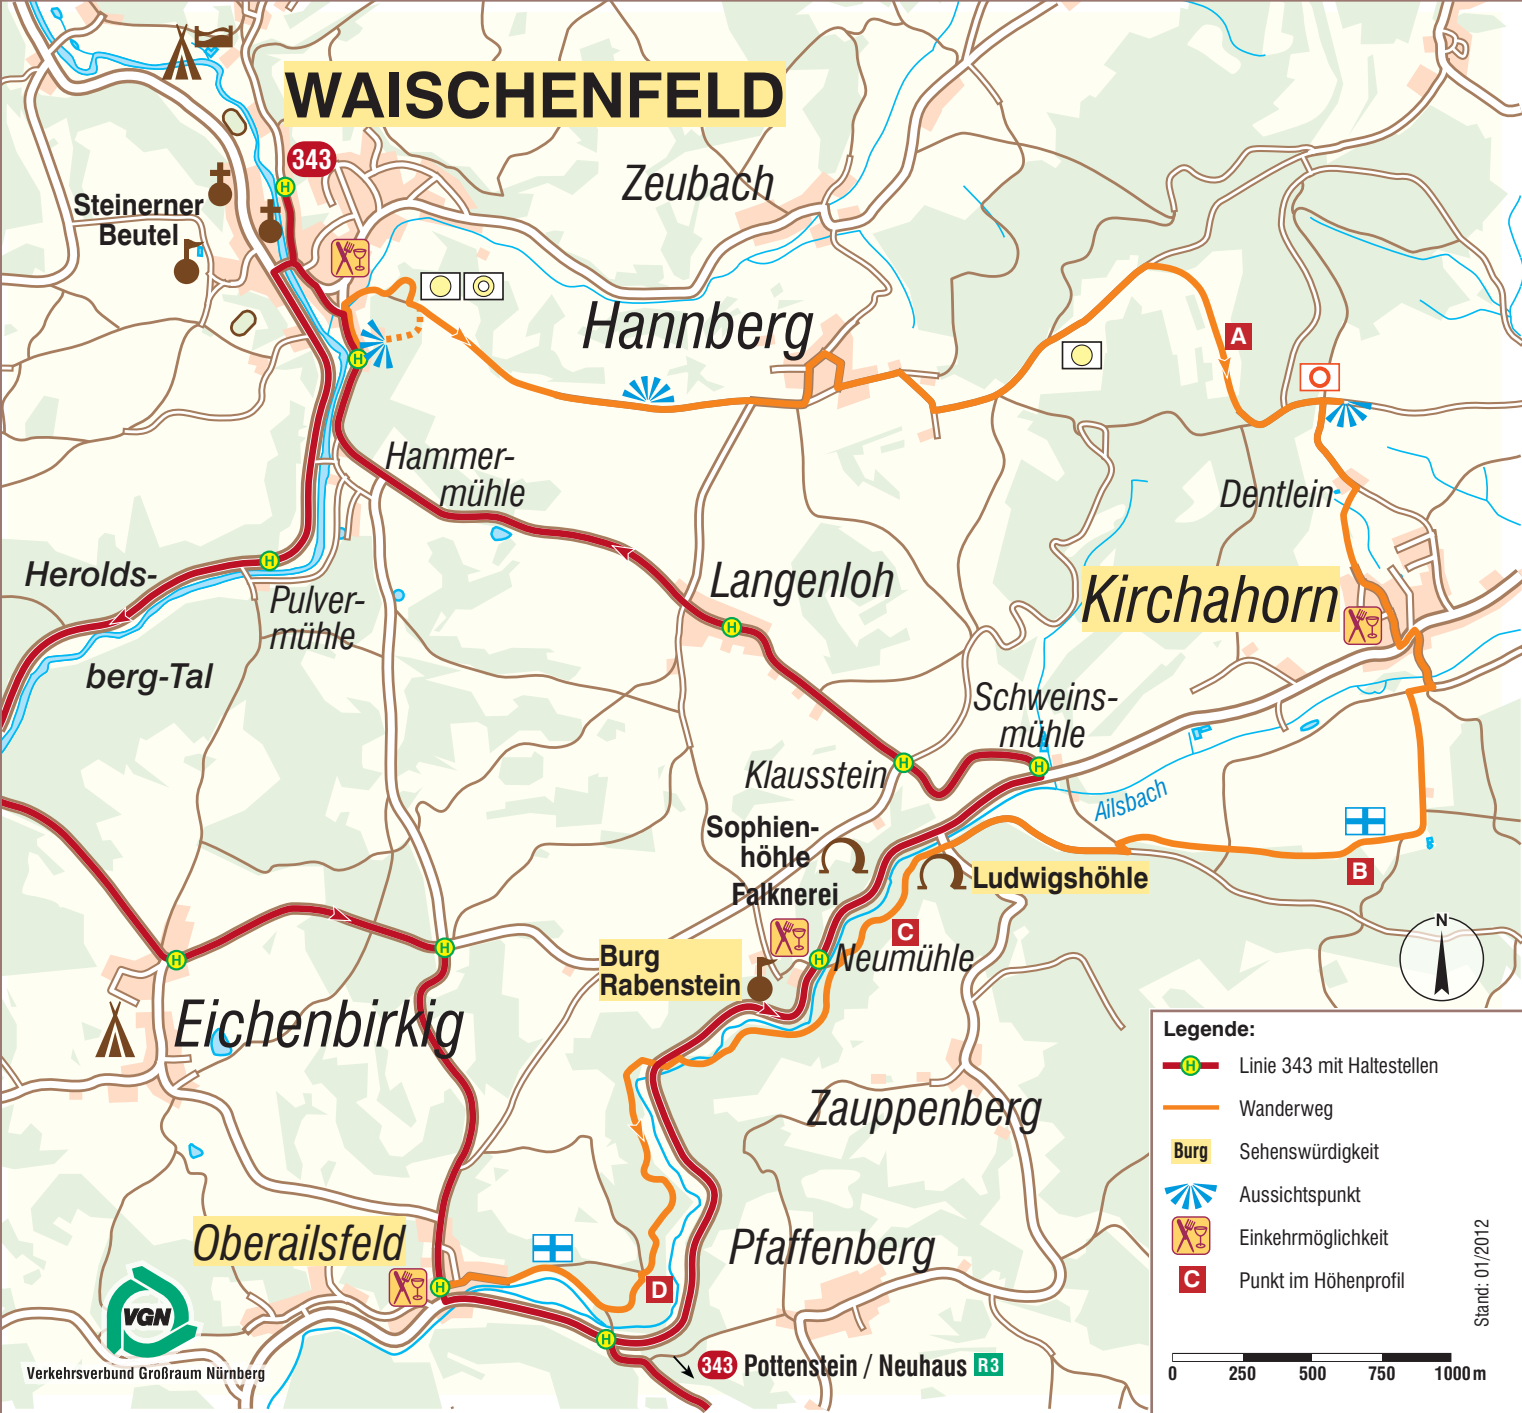 WAISCHENFELD
343
Steinerner
Beutel
Zeubach
Hannberg
A
Hammer-
mühle
Dentlein
Herolds-
berg-Tal
Pulver-
mühle
Langenloh
Kirchahorn
Schweins-
mühle
Klausstein
Ailsbach
Sophien-
höhle
Falknerei
Ludwigshöhle
B
C
Burg
Rabenstein
Neumühle
Eichenbirkig
Zauppenberg
Oberailsfeld
Pfaffenberg
D
VGN
Verkehrsverbund Großraum Nürnberg
343 Pottenstein / Neuhaus R3
N
Legende:
H Linie 343 mit Haltestellen
Wanderweg
Burg Sehenswürdigkeit
Aussichtspunkt
Einkehrmöglichkeit
C Punkt im Höhenprofil
Stand: 01/2012
0 250 500 750 1000 m
H
H
H
H
H
H
H
H
H
H
H
H